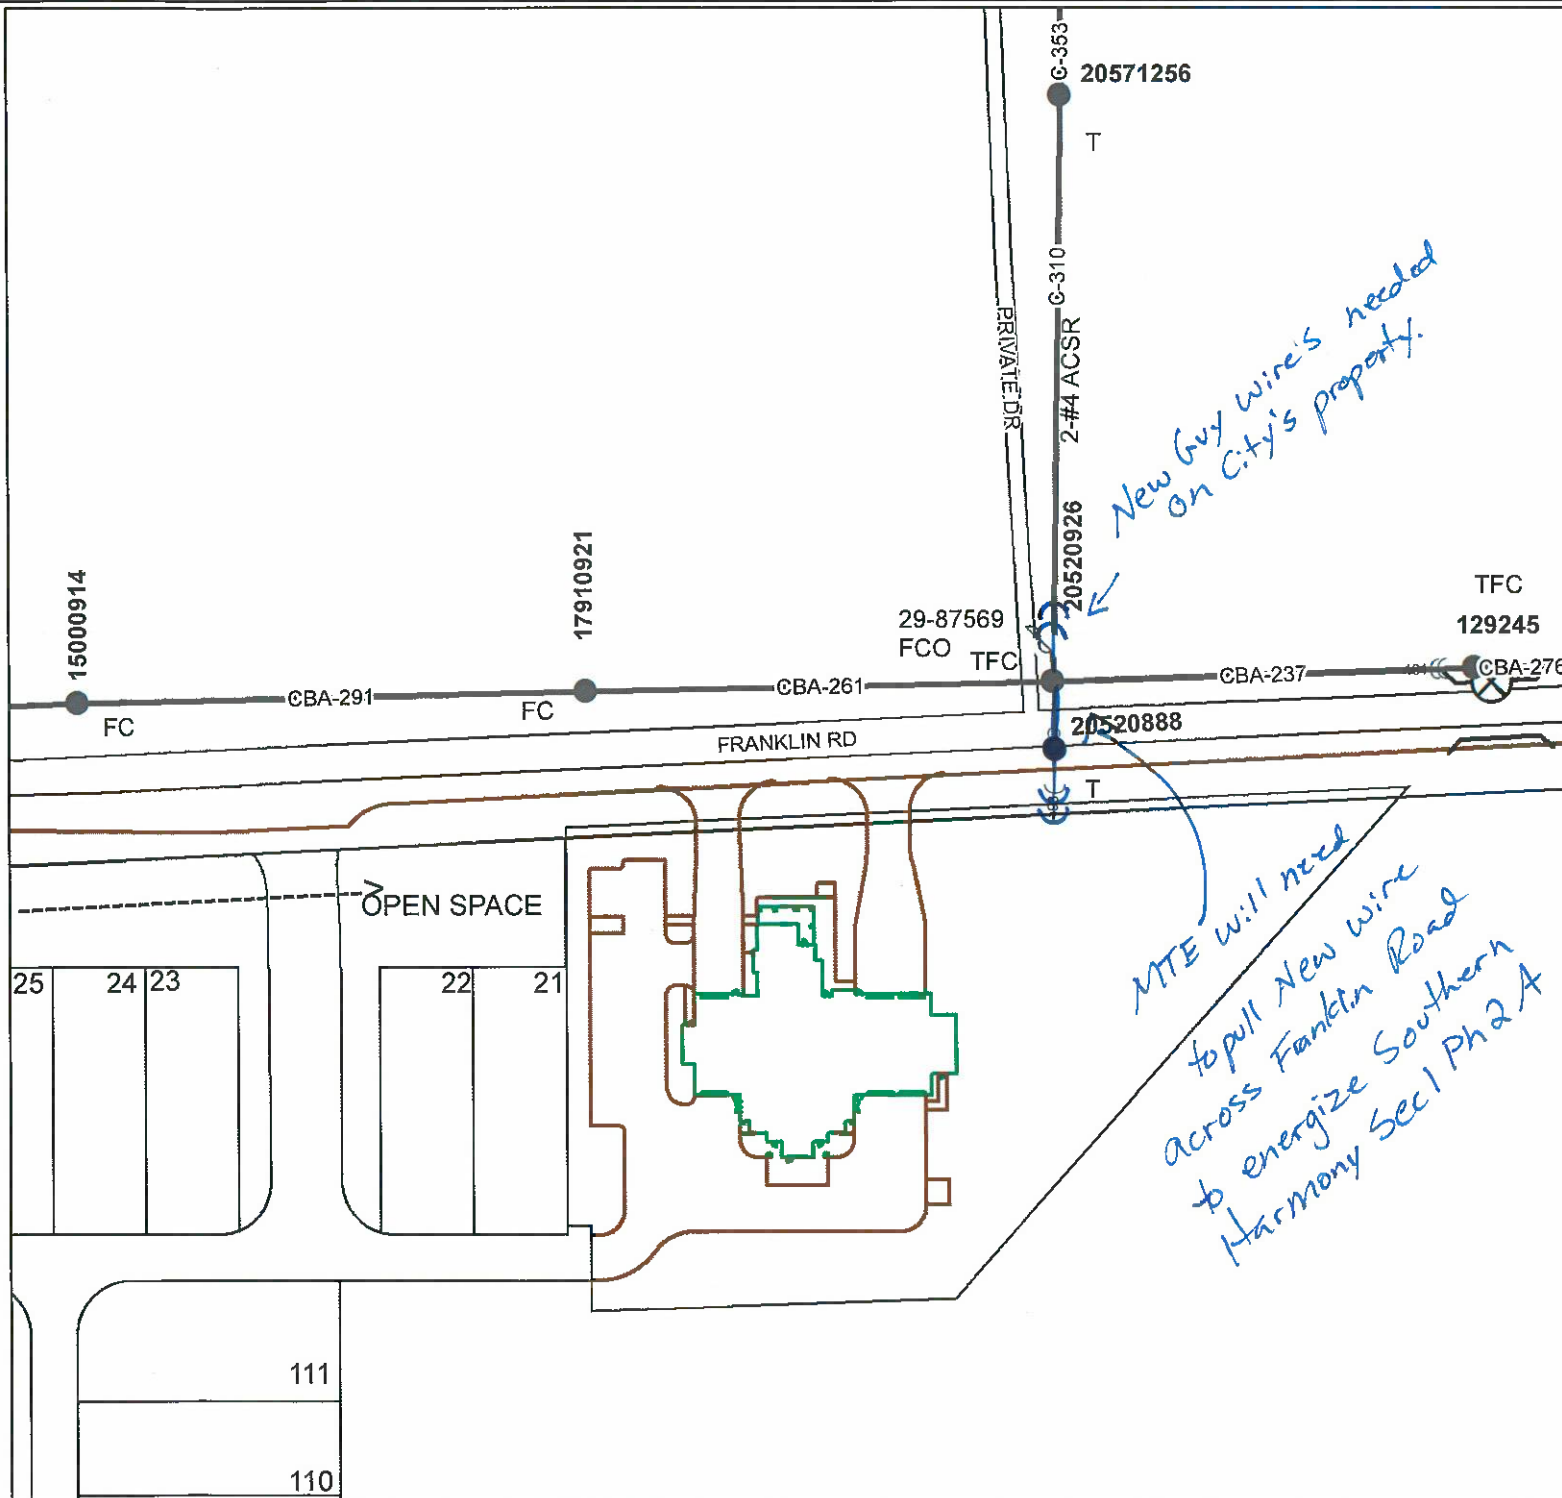 C-353
20571256
T
C-310
2-#4 ACSR
PRIVATE DR
New Guy wire's needed
on City's property.
20520926
15000914
17910921
29-87569
FCO
TFC
TFC
129245
CBA-291
CBA-261
CBA-237
CBA-276
FC
FC
20520888
FRANKLIN RD
T
OPEN SPACE
MTE will need
to pull New wire
across Franklin Road
to energize Southern
Harmony Sec 1 Ph 2 A
25
24
23
22
21
111
110